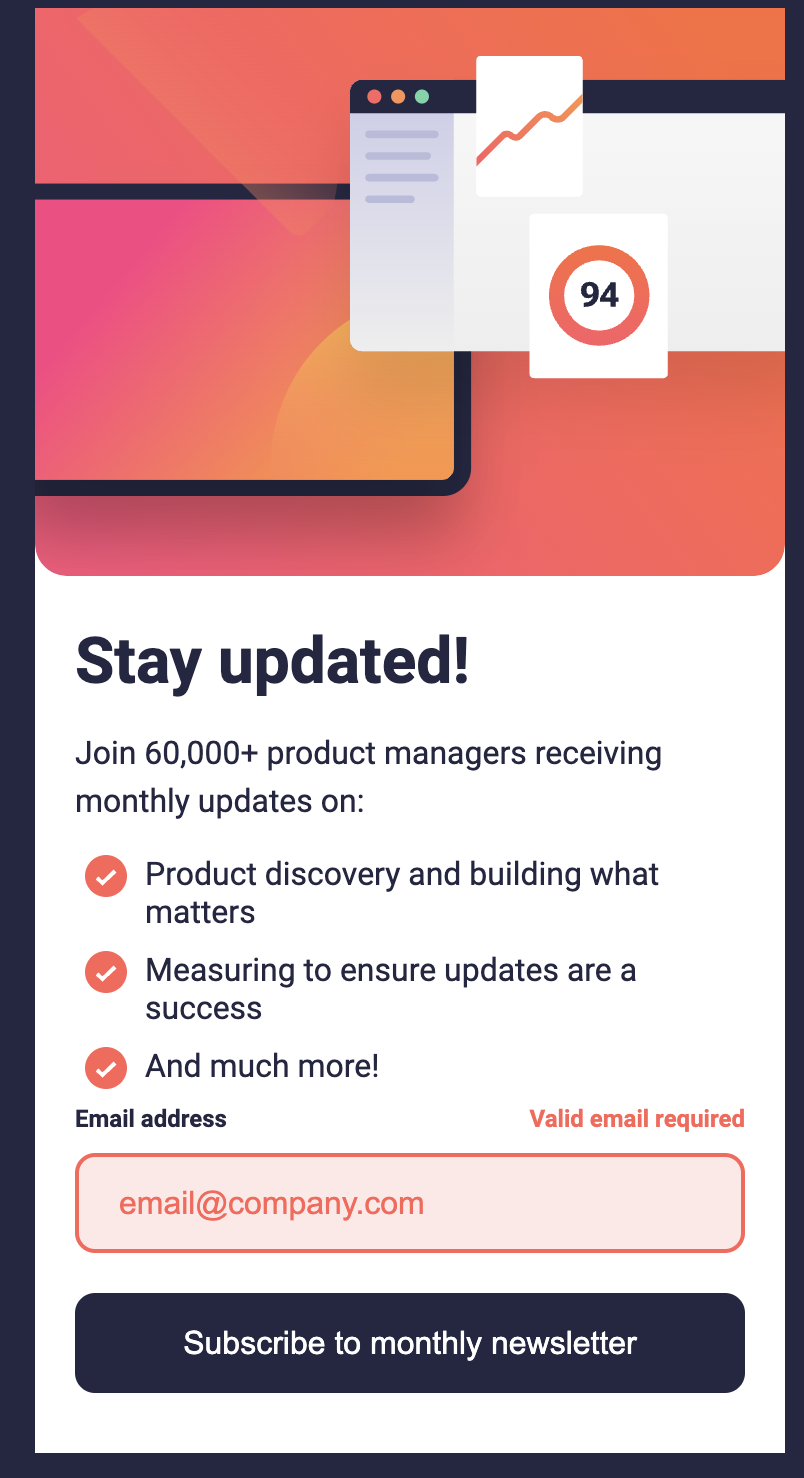 94
Stay updated!
Join 60,000+ product managers receiving
monthly updates on:
Product discovery and building what
matters
Measuring to ensure updates are a
success
And much more!
Email address
Valid email required
email@company.com
Subscribe to monthly newsletter